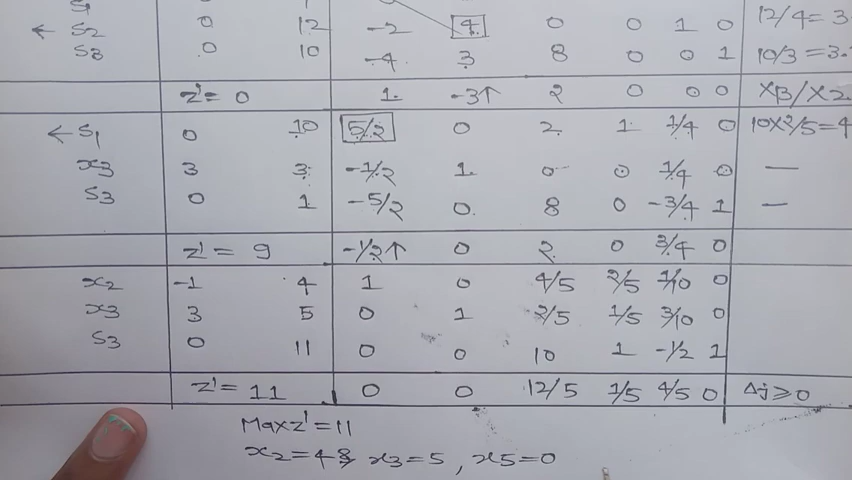 S1
← S2 0 12 -2 4 0 0 1 0 12/4=3
S3 0 10 -4 3 8 0 0 1 10/3=3.
z'=0 1 -3↑ 2 0 0 0 X3/X2
← S1 0 10 5/2 0 2 1 1/4 0 10×2/5=4
x3 3 3 -1/2 1 0 0 1/4 0 —
S3 0 1 -5/2 0 8 0 -3/4 1 —
z'=9 -1/2↑ 0 2 0 3/4 0
x2 -1 4 1 0 4/5 2/5 1/10 0
x3 3 5 0 1 2/5 1/5 3/10 0
S3 0 11 0 0 10 1 -1/2 1
z'=11 0 0 12/5 1/5 4/5 0 Δj≥0
Max z'=11
x2=4 & x3=5, x5=0